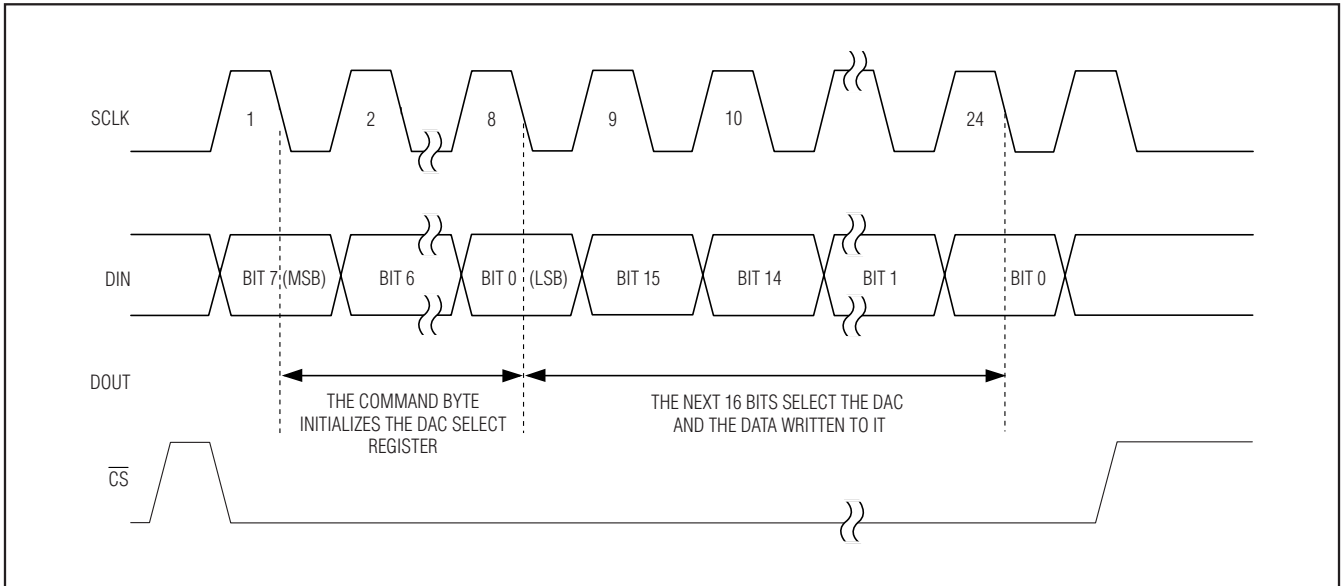 SCLK 1 2 8 9 10 24
DIN BIT 7 (MSB) BIT 6 BIT 0 (LSB) BIT 15 BIT 14 BIT 1 BIT 0
DOUT
THE COMMAND BYTE
INITIALIZES THE DAC SELECT
REGISTER
THE NEXT 16 BITS SELECT THE DAC
AND THE DATA WRITTEN TO IT
CS